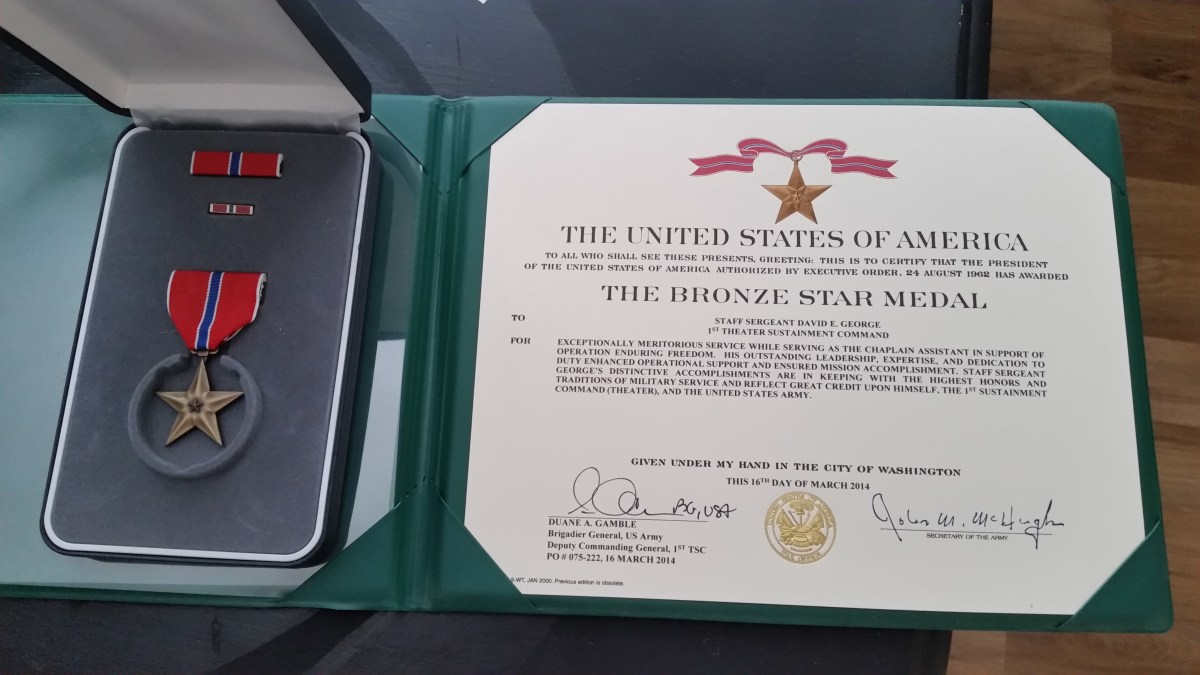 THE UNITED STATES OF AMERICA
TO ALL WHO SHALL SEE THESE PRESENTS, GREETING: THIS IS TO CERTIFY THAT THE PRESIDENT
OF THE UNITED STATES OF AMERICA AUTHORIZED BY EXECUTIVE ORDER, 24 AUGUST 1962 HAS AWARDED
THE BRONZE STAR MEDAL
TO STAFF SERGEANT DAVID E. GEORGE
1ST THEATER SUSTAINMENT COMMAND
FOR EXCEPTIONALLY MERITORIOUS SERVICE WHILE SERVING AS THE CHAPLAIN ASSISTANT IN SUPPORT OF
OPERATION ENDURING FREEDOM. HIS OUTSTANDING LEADERSHIP, EXPERTISE, AND DEDICATION TO
DUTY ENHANCED OPERATIONAL SUPPORT AND ENSURED MISSION ACCOMPLISHMENT. STAFF SERGEANT
GEORGE'S DISTINCTIVE ACCOMPLISHMENTS ARE IN KEEPING WITH THE HIGHEST HONORS AND
TRADITIONS OF MILITARY SERVICE AND REFLECT GREAT CREDIT UPON HIMSELF, THE 1ST SUSTAINMENT
COMMAND (THEATER), AND THE UNITED STATES ARMY.
GIVEN UNDER MY HAND IN THE CITY OF WASHINGTON
THIS 16TH DAY OF MARCH 2014
BG, USA
DUANE A. GAMBLE
Brigadier General, US Army
Deputy Commanding General, 1ST TSC
PO # 075-222, 16 MARCH 2014
John M. McHugh
SECRETARY OF THE ARMY
-WT, JAN 2000. Previous edition is obsolete.